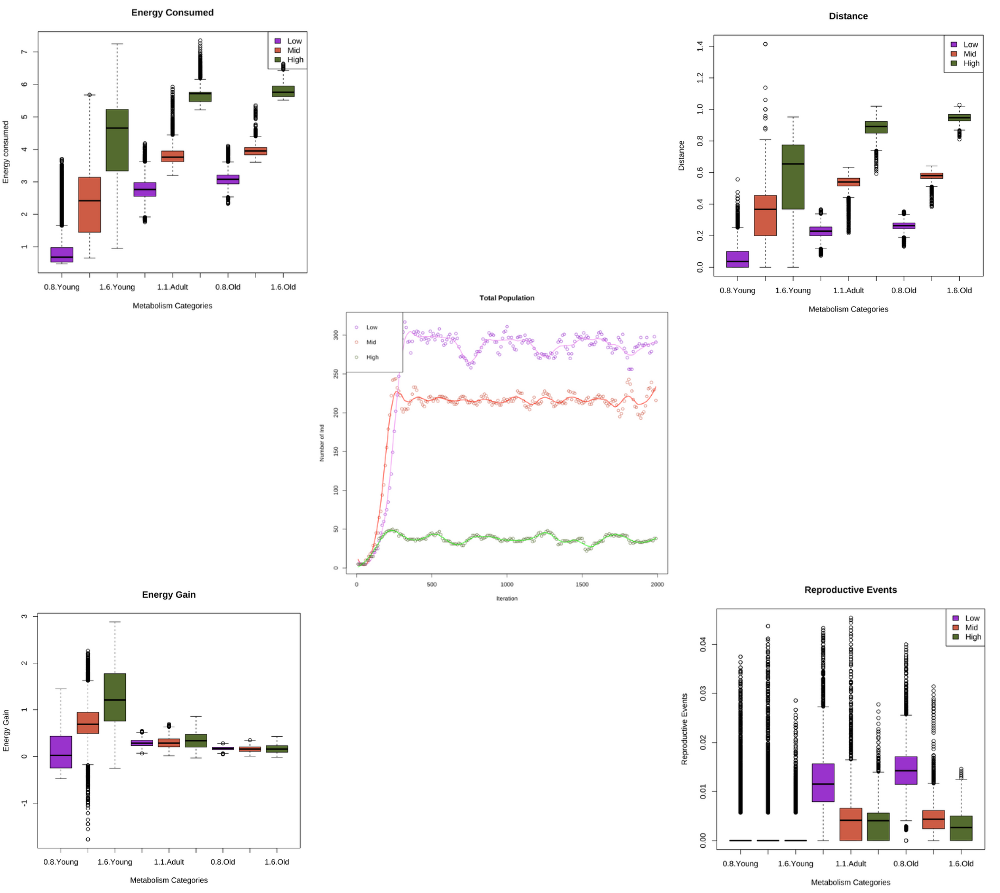 Energy Consumed
Energy consumed
7
6
5
4
3
2
1
Low
Mid
High
0.8.Young 1.6.Young 1.1.Adult 0.8.Old 1.6.Old
Metabolism Categories
Distance
Distance
1.4
1.2
1.0
0.8
0.6
0.4
0.2
0.0
Low
Mid
High
0.8.Young 1.6.Young 1.1.Adult 0.8.Old 1.6.Old
Metabolism Categories
Total Population
Number of Ind
300
250
200
150
100
50
0
Low
Mid
High
0 500 1000 1500 2000
Iteration
Energy Gain
Energy Gain
3
2
1
0
-1
0.8.Young 1.6.Young 1.1.Adult 0.8.Old 1.6.Old
Metabolism Categories
Reproductive Events
Reproductive Events
0.04
0.03
0.02
0.01
0.00
Low
Mid
High
0.8.Young 1.6.Young 1.1.Adult 0.8.Old 1.6.Old
Metabolism Categories